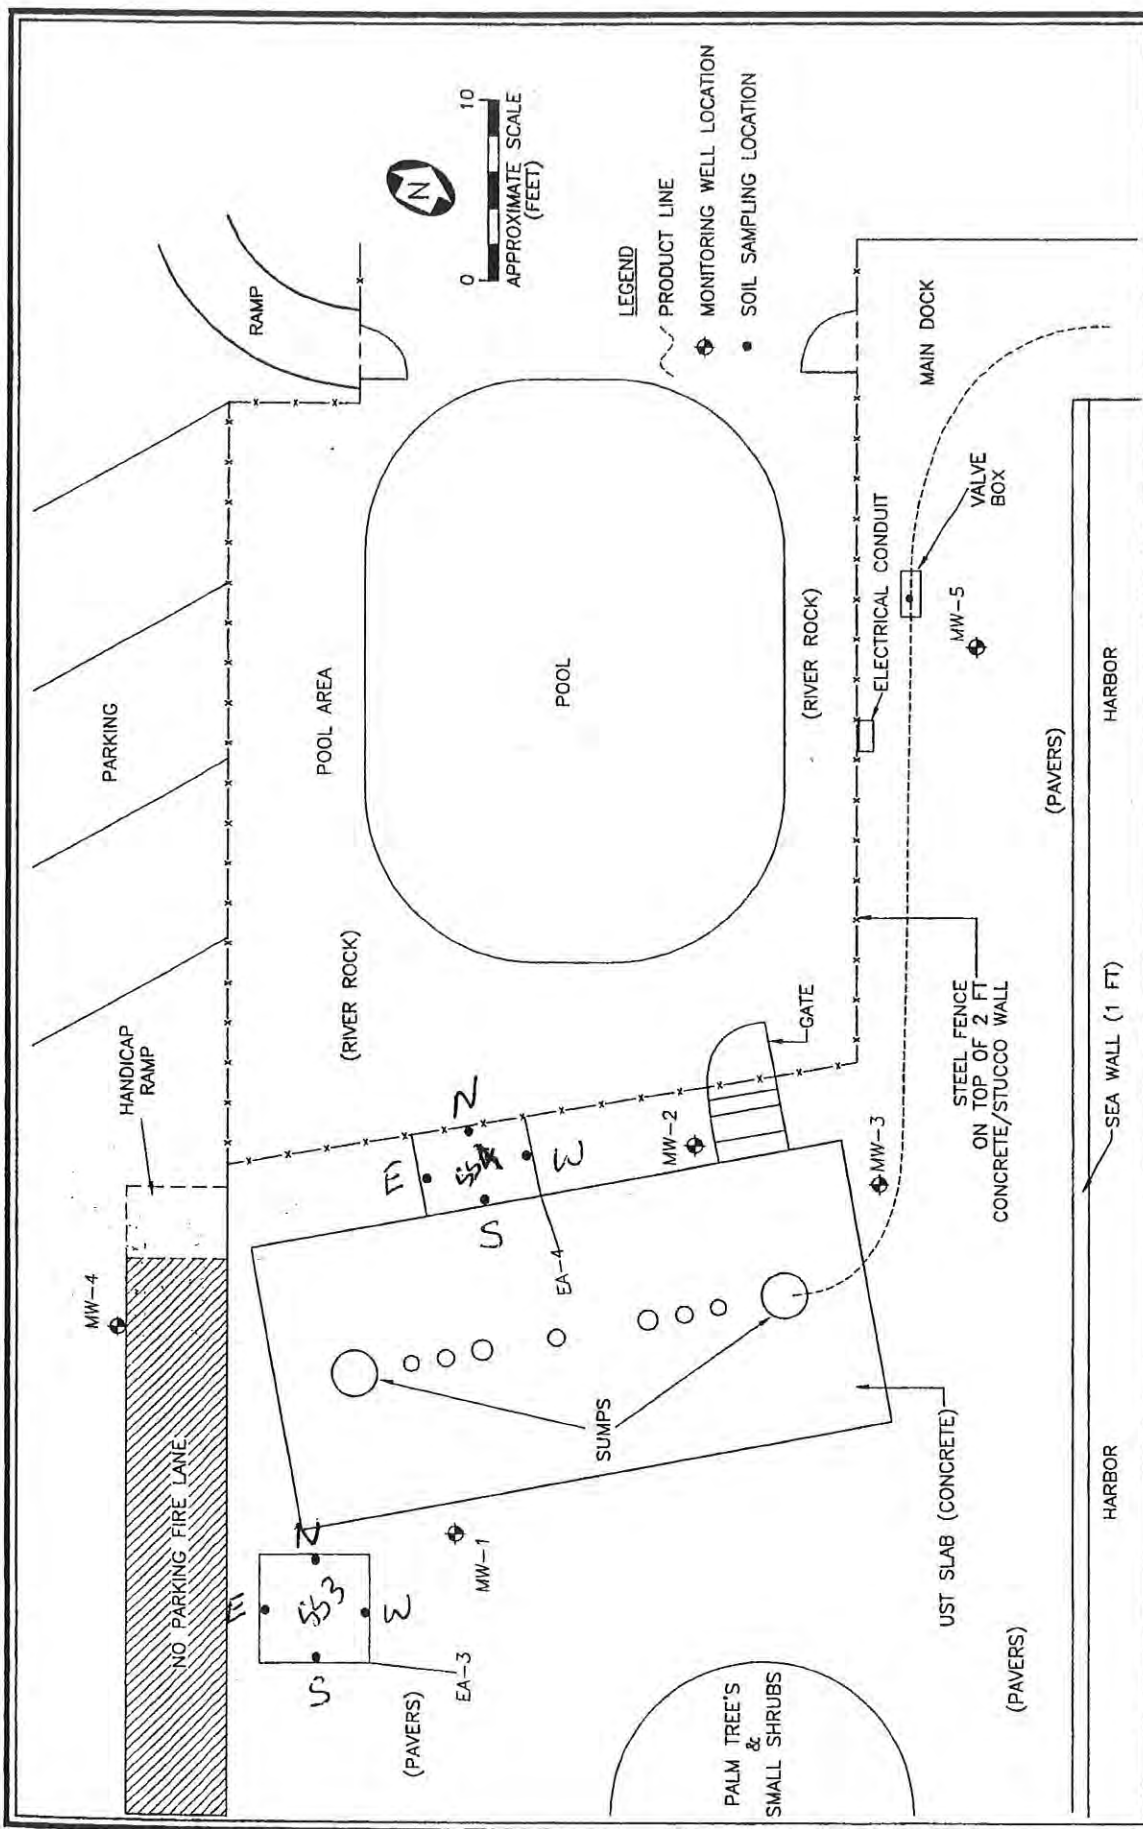 RAMP
N
0 10
APPROXIMATE SCALE
(FEET)
LEGEND
PRODUCT LINE
MONITORING WELL LOCATION
SOIL SAMPLING LOCATION
PARKING
POOL AREA
POOL
(RIVER ROCK)
ELECTRICAL CONDUIT
MAIN DOCK
VALVE
BOX
MW-5
(PAVERS)
HARBOR
HANDICAP
RAMP
(RIVER ROCK)
GATE
STEEL FENCE
ON TOP OF 2 FT
CONCRETE/STUCCO WALL
SEA WALL (1 FT)
MW-4
N
E
W
S
EA-4
MW-2
MW-3
NO PARKING FIRE LANE
SUMPS
UST SLAB (CONCRETE)
HARBOR
N
E
SS3
W
S
MW-1
EA-3
(PAVERS)
PALM TREE'S
&
SMALL SHRUBS
(PAVERS)